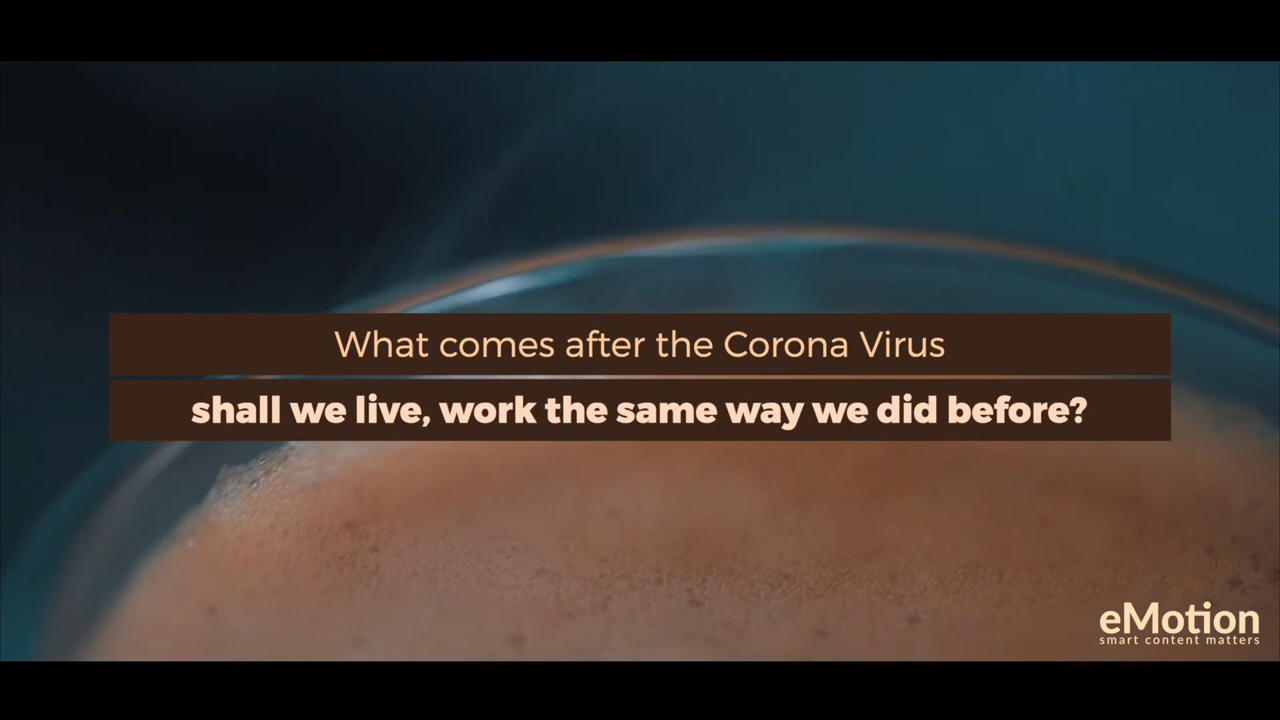 What comes after the Corona Virus
shall we live, work the same way we did before?
eMotion
smart content matters